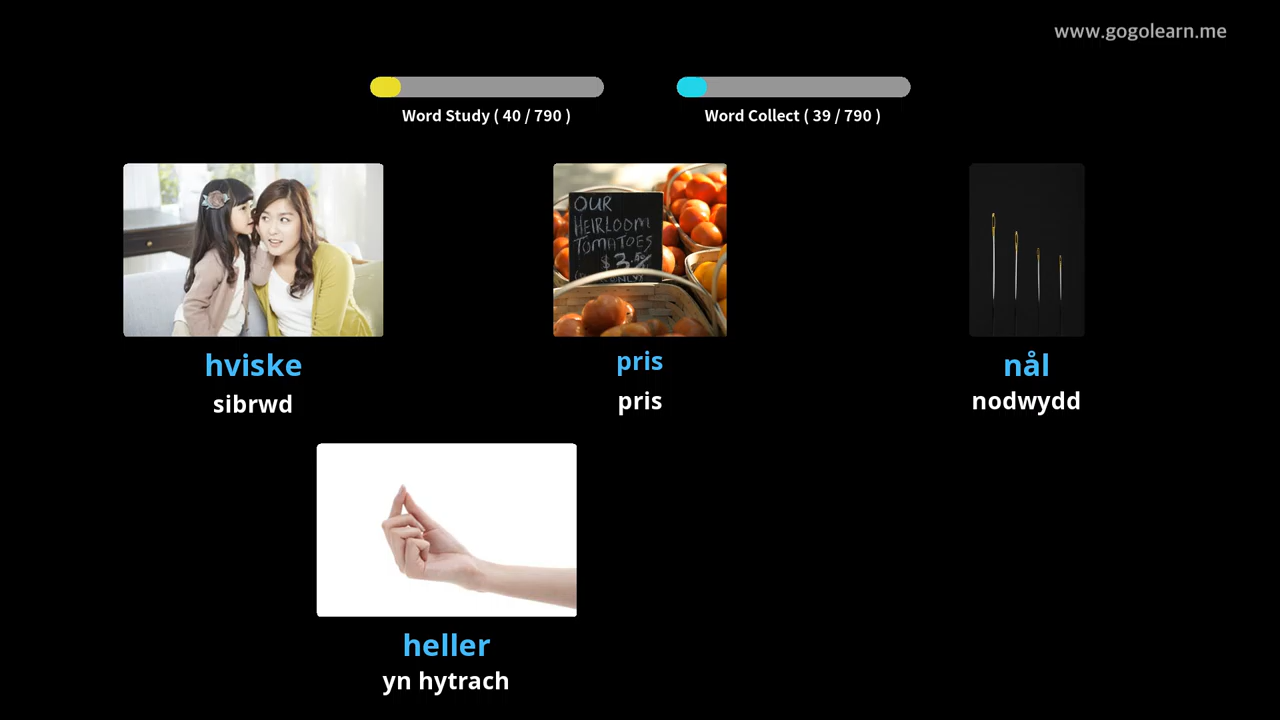 www.gogolearn.me
Word Study ( 40 / 790 )
Word Collect ( 39 / 790 )
OUR
HEIRLOOM
TOMATOES
hviske
sibrwd
pris
pris
nål
nodwydd
heller
yn hytrach